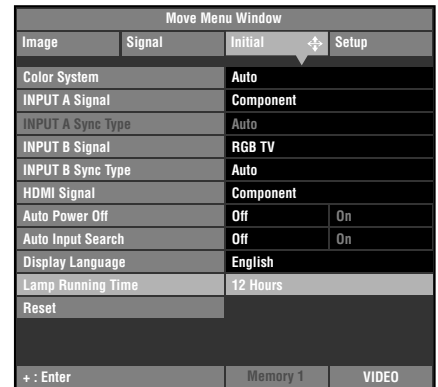 Move Menu Window
Image Signal Initial Setup
Color System Auto
INPUT A Signal Component
INPUT A Sync Type Auto
INPUT B Signal RGB TV
INPUT B Sync Type Auto
HDMI Signal Component
Auto Power Off Off On
Auto Input Search Off On
Display Language English
Lamp Running Time 12 Hours
Reset
+ : Enter Memory 1 VIDEO